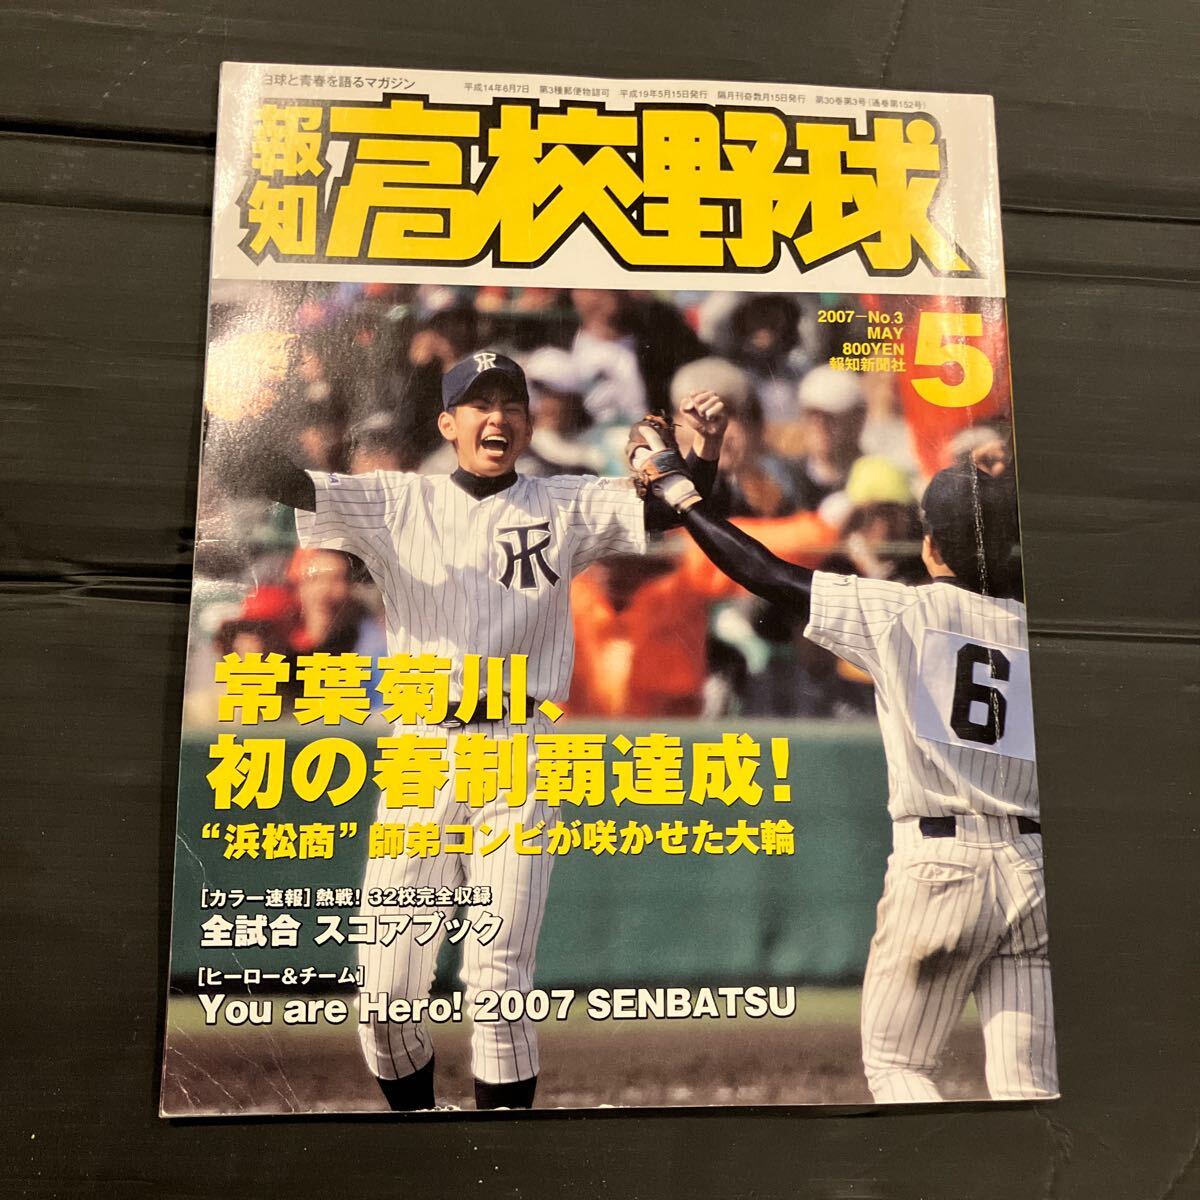 白球と青春を語るマガジン
平成14年6月7日 第3種郵便物認可 平成19年5月15日発行 隔月刊奇数月15日発行 第30巻第3号(通巻第152号)
報知
高校野球
2007–No.3
MAY
800YEN
報知新聞社
5
TK
TK
6
常葉菊川、
初の春制覇達成!
“浜松商”師弟コンビが咲かせた大輪
[カラー速報] 熱戦! 32校完全収録
全試合 スコアブック
[ヒーロー&チーム]
You are Hero! 2007 SENBATSU